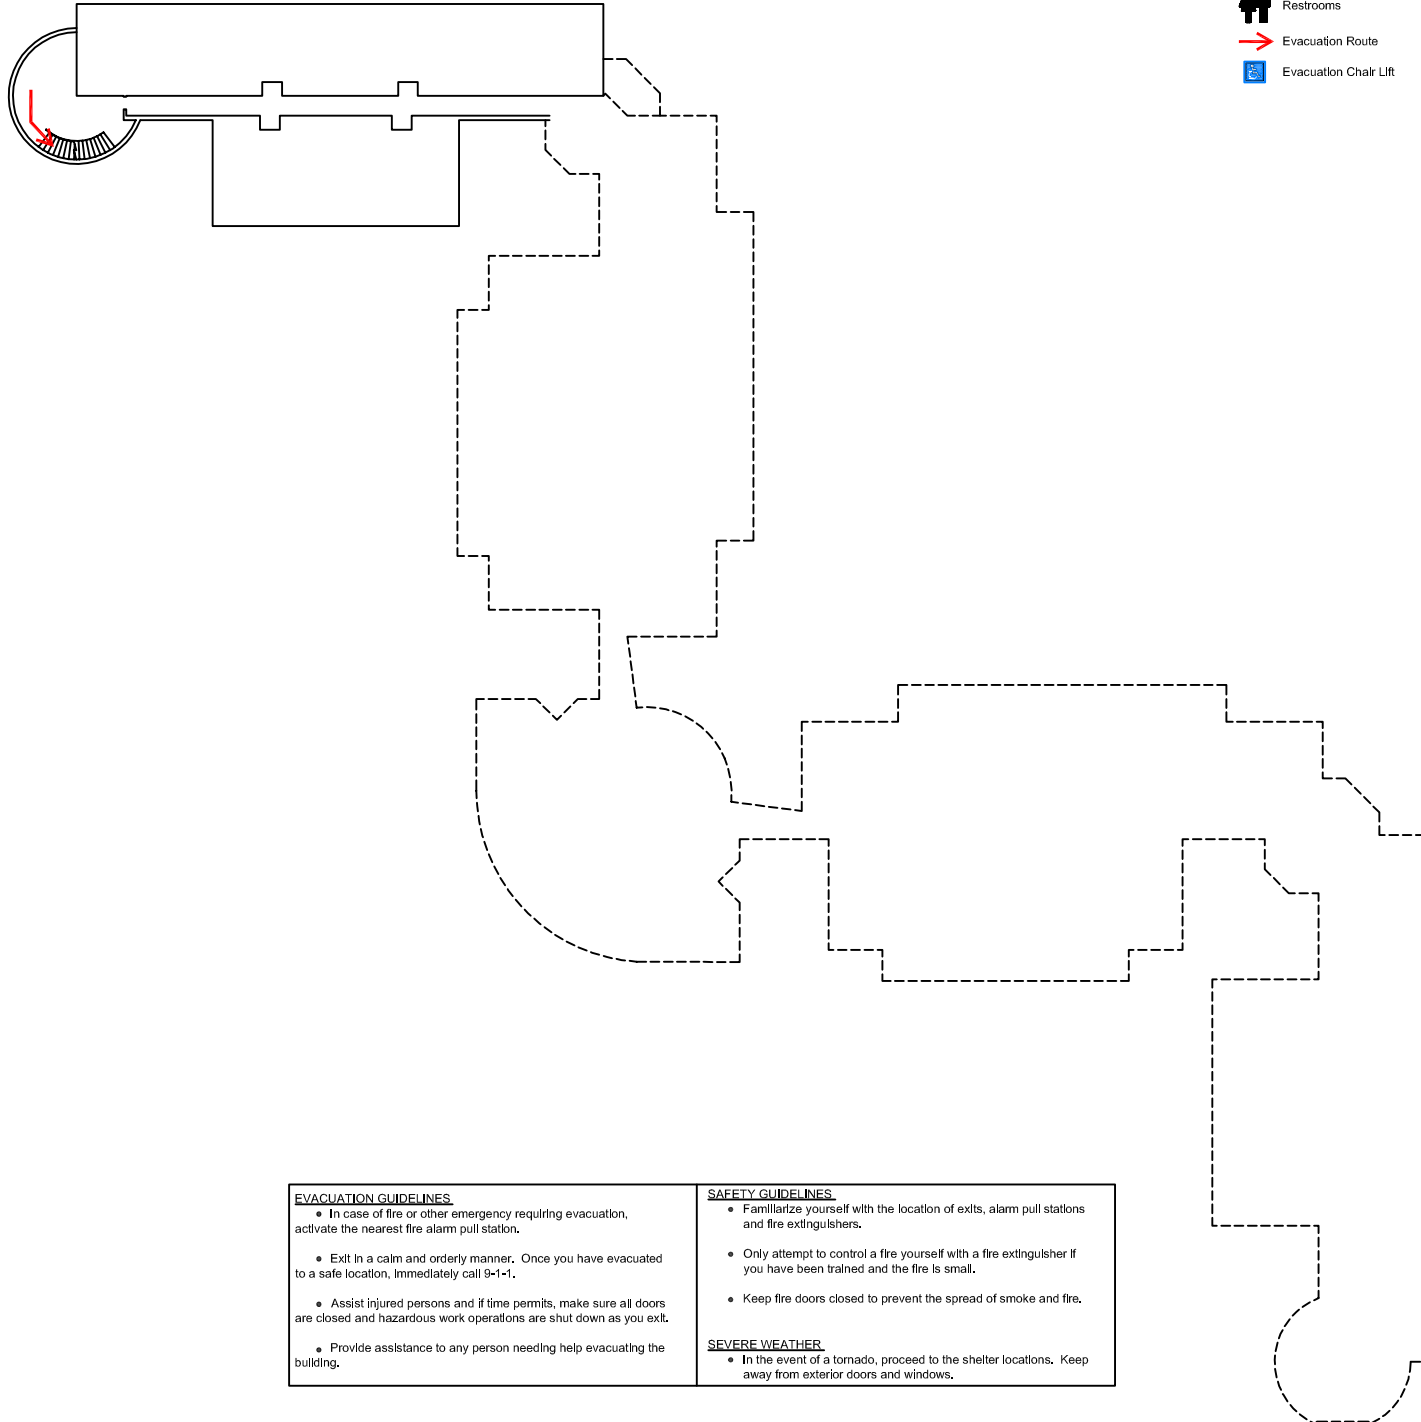 Restrooms
Evacuation Route
Evacuation Chair Lift
EVACUATION GUIDELINES
• In case of fire or other emergency requiring evacuation,
activate the nearest fire alarm pull station.
• Exit in a calm and orderly manner. Once you have evacuated
to a safe location, immediately call 9-1-1.
• Assist injured persons and if time permits, make sure all doors
are closed and hazardous work operations are shut down as you exit.
• Provide assistance to any person needing help evacuating the
building.
SAFETY GUIDELINES
• Familiarize yourself with the location of exits, alarm pull stations
and fire extinguishers.
• Only attempt to control a fire yourself with a fire extinguisher if
you have been trained and the fire is small.
• Keep fire doors closed to prevent the spread of smoke and fire.
SEVERE WEATHER
• In the event of a tornado, proceed to the shelter locations. Keep
away from exterior doors and windows.